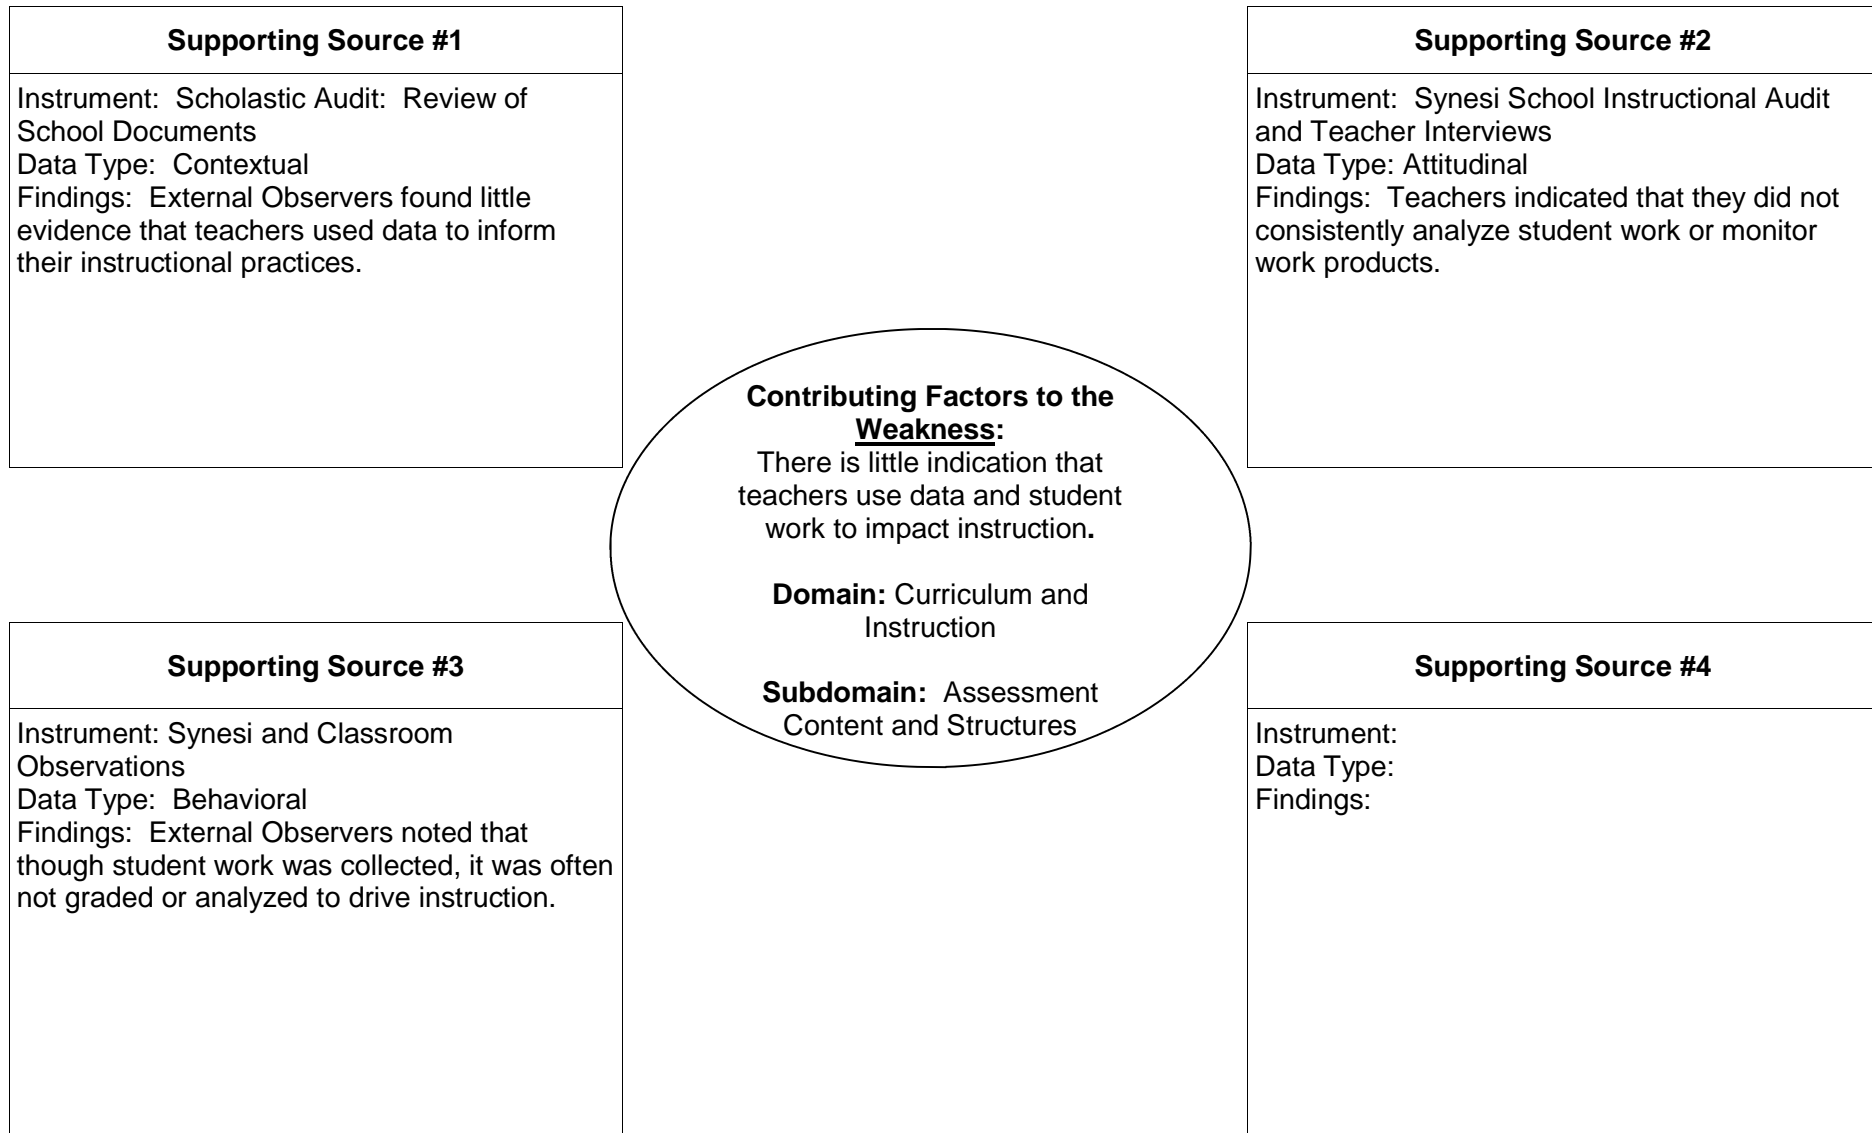 Supporting Source #1
Instrument:  Scholastic Audit:  Review of
School Documents
Data Type:  Contextual
Findings:  External Observers found little
evidence that teachers used data to inform
their instructional practices.
Supporting Source #2
Instrument:  Synesi School Instructional Audit
and Teacher Interviews
Data Type: Attitudinal
Findings:  Teachers indicated that they did not
consistently analyze student work or monitor
work products.
Contributing Factors to the
Weakness:
There is little indication that
teachers use data and student
work to impact instruction.
Domain: Curriculum and
Instruction
Subdomain:  Assessment
Content and Structures
Supporting Source #3
Instrument: Synesi and Classroom
Observations
Data Type:  Behavioral
Findings:  External Observers noted that
though student work was collected, it was often
not graded or analyzed to drive instruction.
Supporting Source #4
Instrument:
Data Type:
Findings: